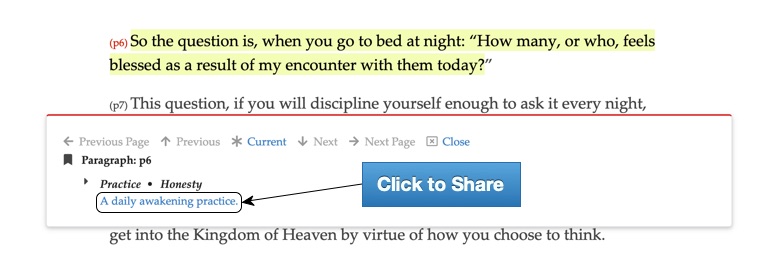 (p6) So the question is, when you go to bed at night: “How many, or who, feels
blessed as a result of my encounter with them today?”
(p7) This question, if you will discipline yourself enough to ask it every night,
Previous Page Previous Current Next Next Page Close
Paragraph: p6
Practice • Honesty
A daily awakening practice.
Click to Share
get into the Kingdom of Heaven by virtue of how you choose to think.